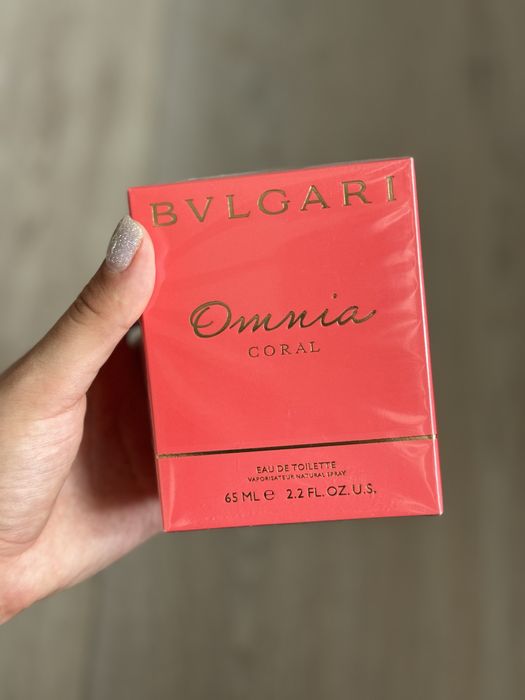 BVLGARI
Omnia
CORAL
EAU DE TOILETTE
VAPORISATEUR NATURAL SPRAY
65 ML ℮ 2.2 FL. OZ. U.S.